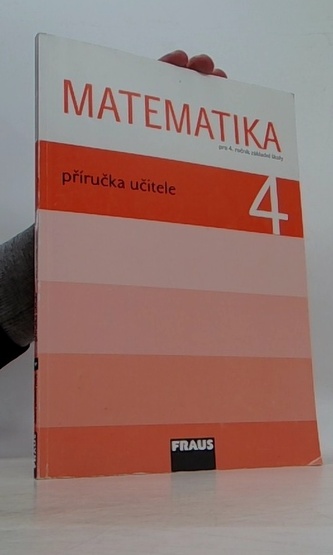 MATEMATIKA
pro 4. ročník základní školy
příručka učitele
4
FRAUS